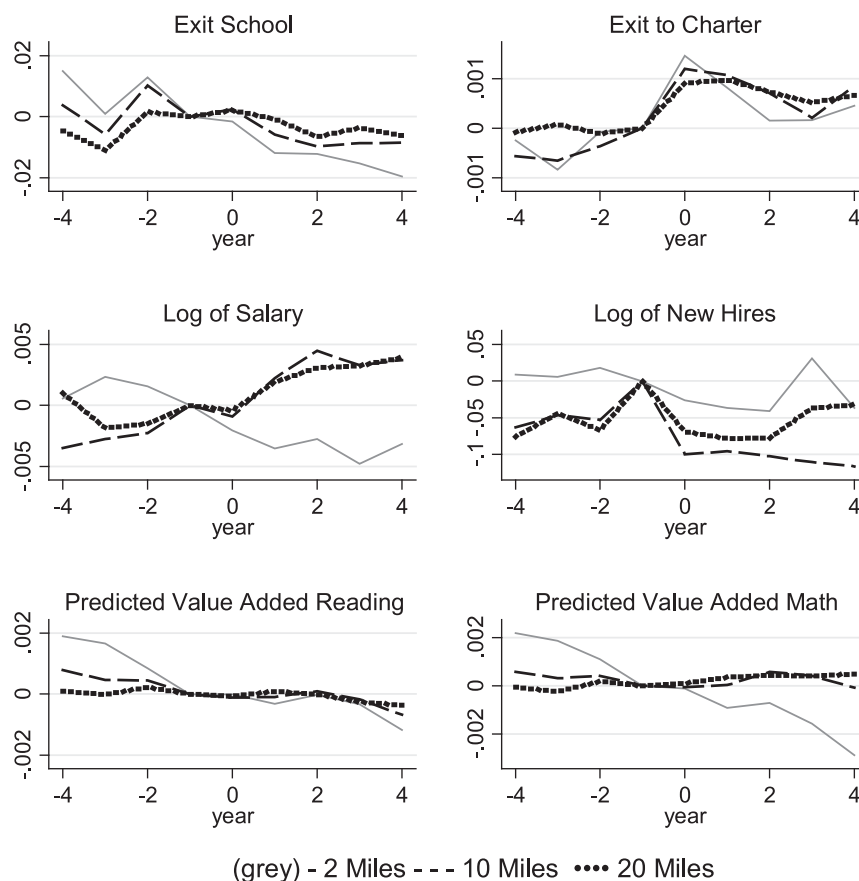 Exit School
.02
0
-.02
-4 -2 0 2 4
year
Exit to Charter
.001
0
-.001
-4 -2 0 2 4
year
Log of Salary
.005
0
-.005
-4 -2 0 2 4
year
Log of New Hires
.05
0
-.05
-.1
-4 -2 0 2 4
year
Predicted Value Added Reading
.002
0
-.002
-4 -2 0 2 4
year
Predicted Value Added Math
.002
0
-.002
-4 -2 0 2 4
year
(grey) - 2 Miles - - - 10 Miles •••• 20 Miles